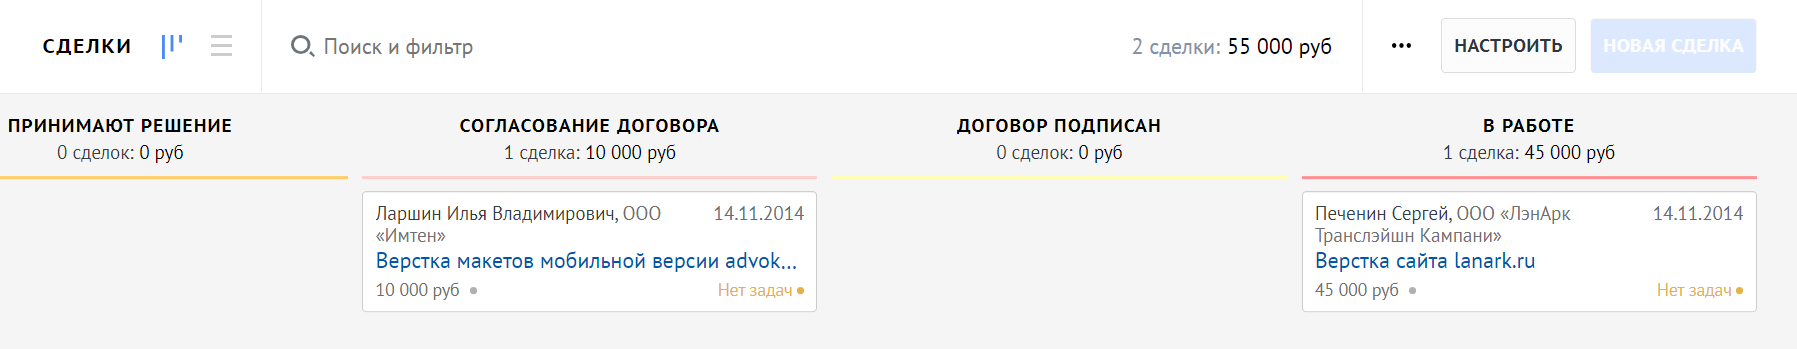 СДЕЛКИ
Поиск и фильтр
2 сделки: 55 000 руб
НАСТРОИТЬ
НОВАЯ СДЕЛКА
ПРИНИМАЮТ РЕШЕНИЕ
0 сделок: 0 руб
СОГЛАСОВАНИЕ ДОГОВОРА
1 сделка: 10 000 руб
Ларшин Илья Владимирович, ООО
«Имтен»
14.11.2014
Верстка макетов мобильной версии advok...
10 000 руб
Нет задач
ДОГОВОР ПОДПИСАН
0 сделок: 0 руб
В РАБОТЕ
1 сделка: 45 000 руб
Печенин Сергей, ООО «ЛэнАрк
Транслэйшн Кампани»
14.11.2014
Верстка сайта lanark.ru
45 000 руб
Нет задач